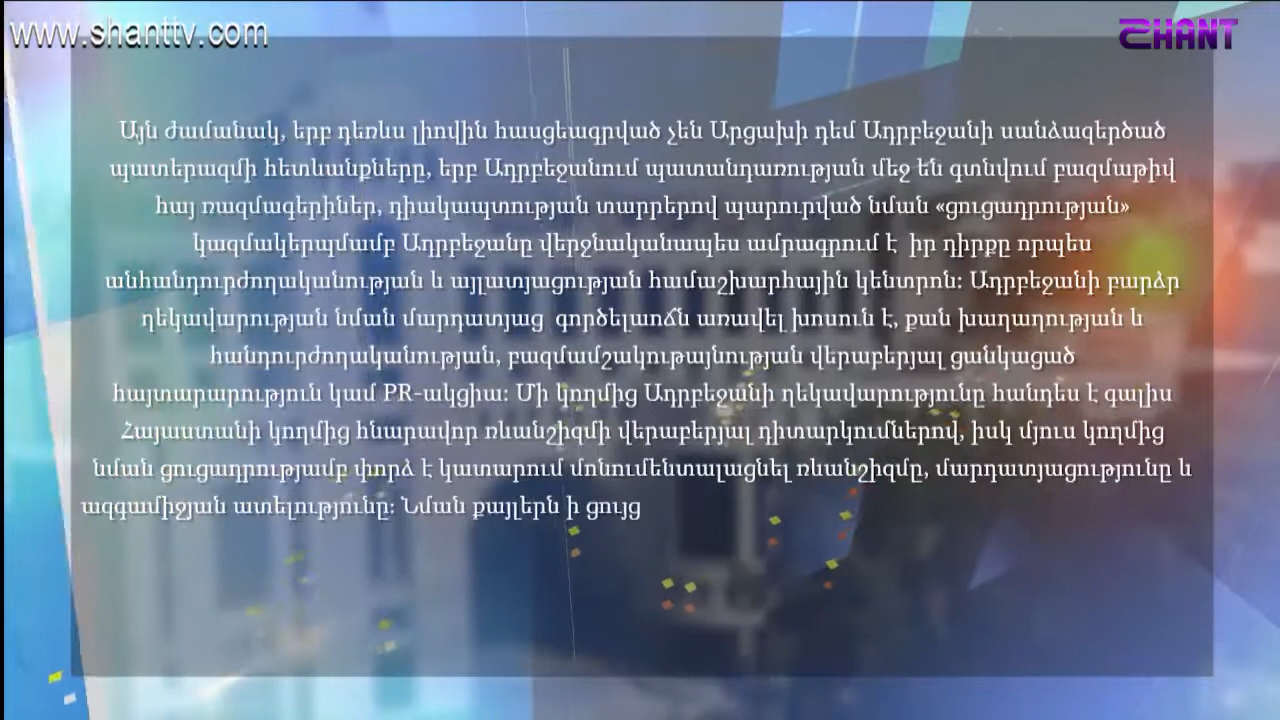 www.shanttv.com
SHANT
Այն ժամանակ, երբ դեռևս լիովին հասցեագրված չեն Արցախի դեմ Ադրբեջանի սանձազերծած
պատերազմի հետևանքները, երբ Ադրբեջանում պատանդառության մեջ են գտնվում բազմաթիվ
հայ ռազմագերիներ, դիակապտության տարրերով պարուրված նման «ցուցադրության»
կազմակերպմամբ Ադրբեջանը վերջնականապես ամրագրում է իր դիրքը որպես
անհանդուրժողականության և այլատյացության համաշխարհային կենտրոն։ Ադրբեջանի բարձր
ղեկավարության նման մարդատյաց գործելաոճն առավել խոսուն է, քան խաղաղության և
հանդուրժողականության, բազմամշակութայնության վերաբերյալ ցանկացած
հայտարարություն կամ PR-ակցիա։ Մի կողմից Ադրբեջանի ղեկավարությունը հանդես է գալիս
Հայաստանի կողմից հնարավոր ռևանշիզմի վերաբերյալ դիտարկումներով, իսկ մյուս կողմից
նման ցուցադրությամբ փորձ է կատարում մոնումենտալացնել ռևանշիզմը, մարդատյացությունը և
ազգամիջյան ատելությունը։ Նման քայլերն ի ցույց